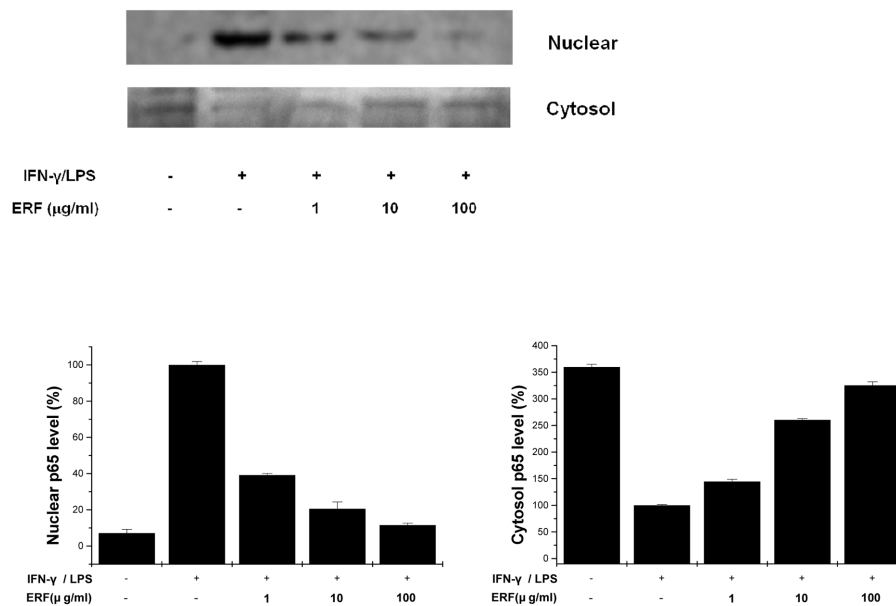 Nuclear
Cytosol
IFN-γ/LPS - + + + +
ERF (μg/ml) - - 1 10 100
Nuclear p65 level (%)
100
80
60
40
20
0
IFN-γ / LPS - + + + +
ERF(μ g/ml) - - 1 10 100
Cytosol p65 level (%)
400
350
300
250
200
150
100
50
0
IFN-γ / LPS - + + + +
ERF(μ g/ml) - - 1 10 100